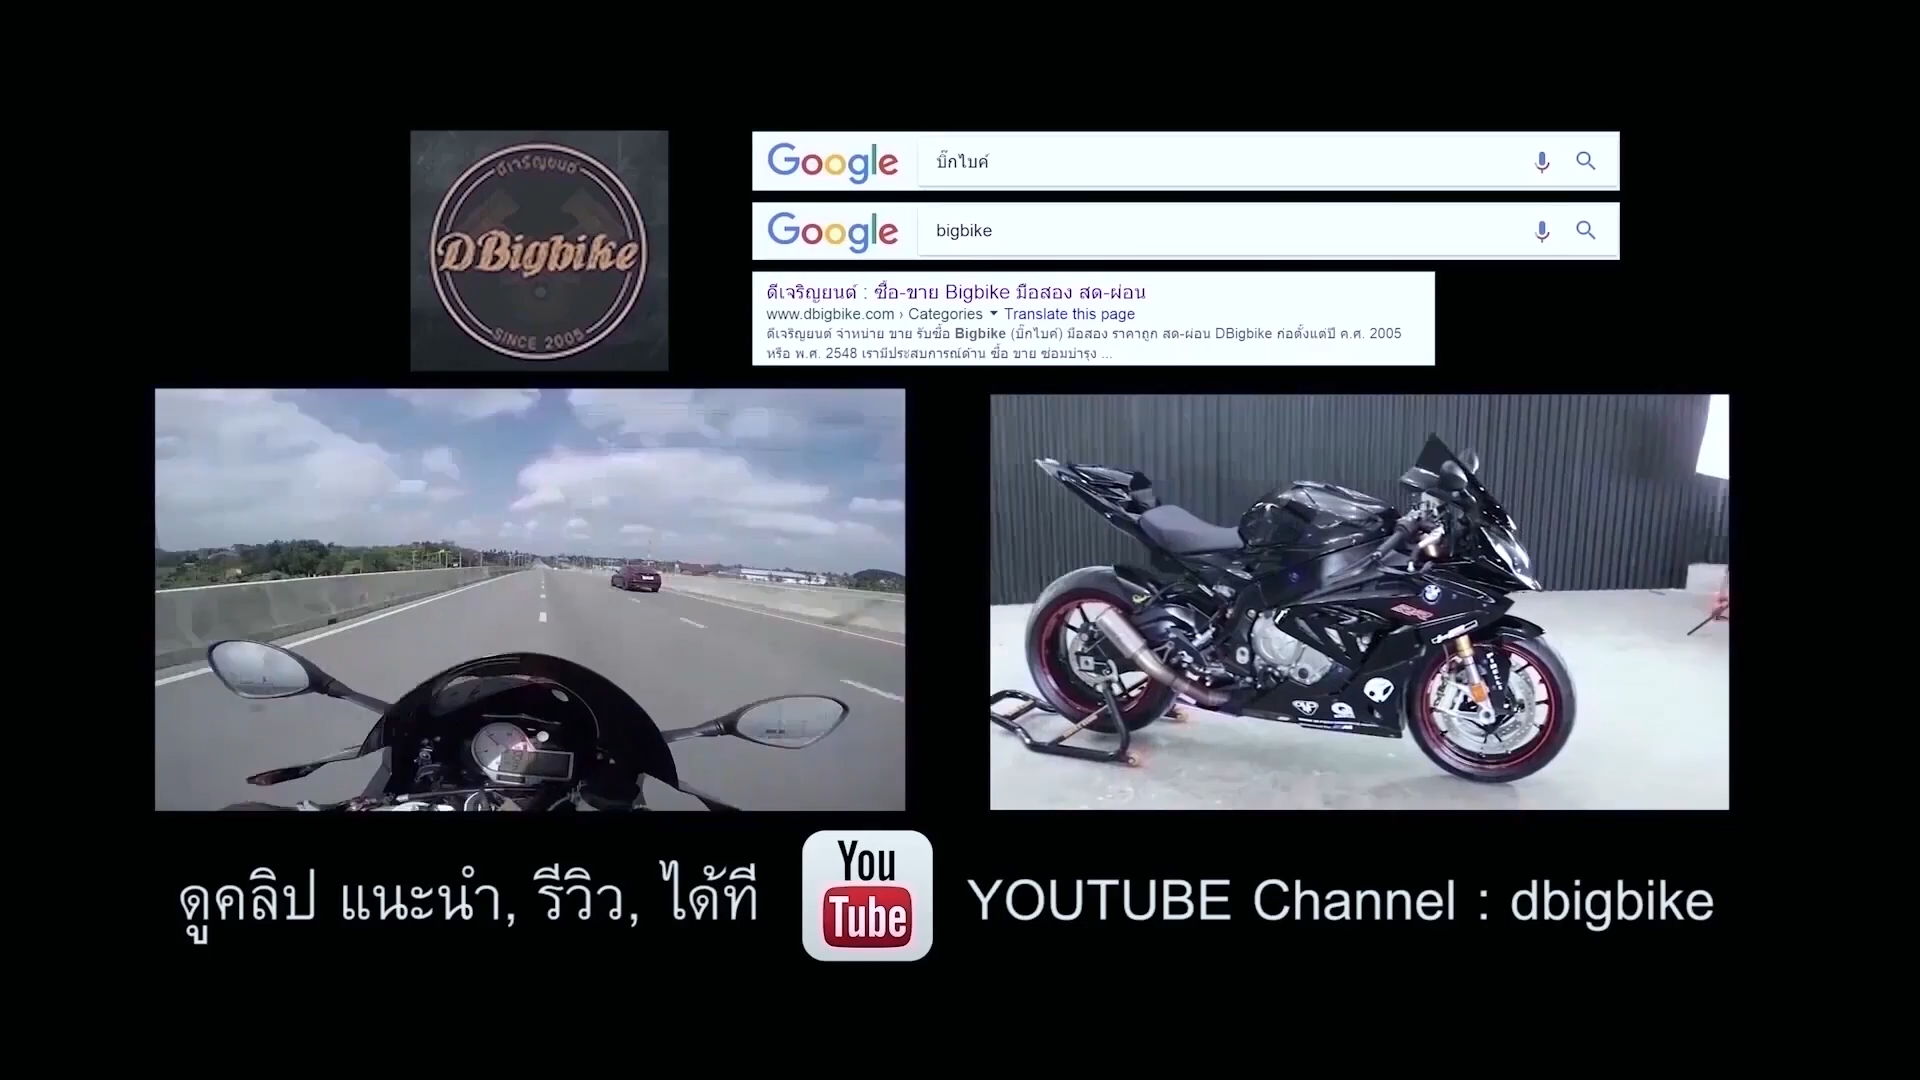 ดีเจริญยนต์
DBigbike
SINCE 2005
Google บิ๊กไบค์
Google bigbike
ดีเจริญยนต์ : ซื้อ-ขาย Bigbike มือสอง สด-ผ่อน
www.dbigbike.com › Categories ▼ Translate this page
ดีเจริญยนต์ จำหน่าย ขาย รับซื้อ Bigbike (บิ๊กไบค์) มือสอง ราคาถูก สด-ผ่อน DBigbike ก่อตั้งแต่ปี ค.ศ. 2005
หรือ พ.ศ. 2548 เรามีประสบการณ์ด้าน ซื้อ ขาย ซ่อมบำรุง ...
ดูคลิป แนะนำ, รีวิว, ได้ที่
You Tube
YOUTUBE Channel : dbigbike